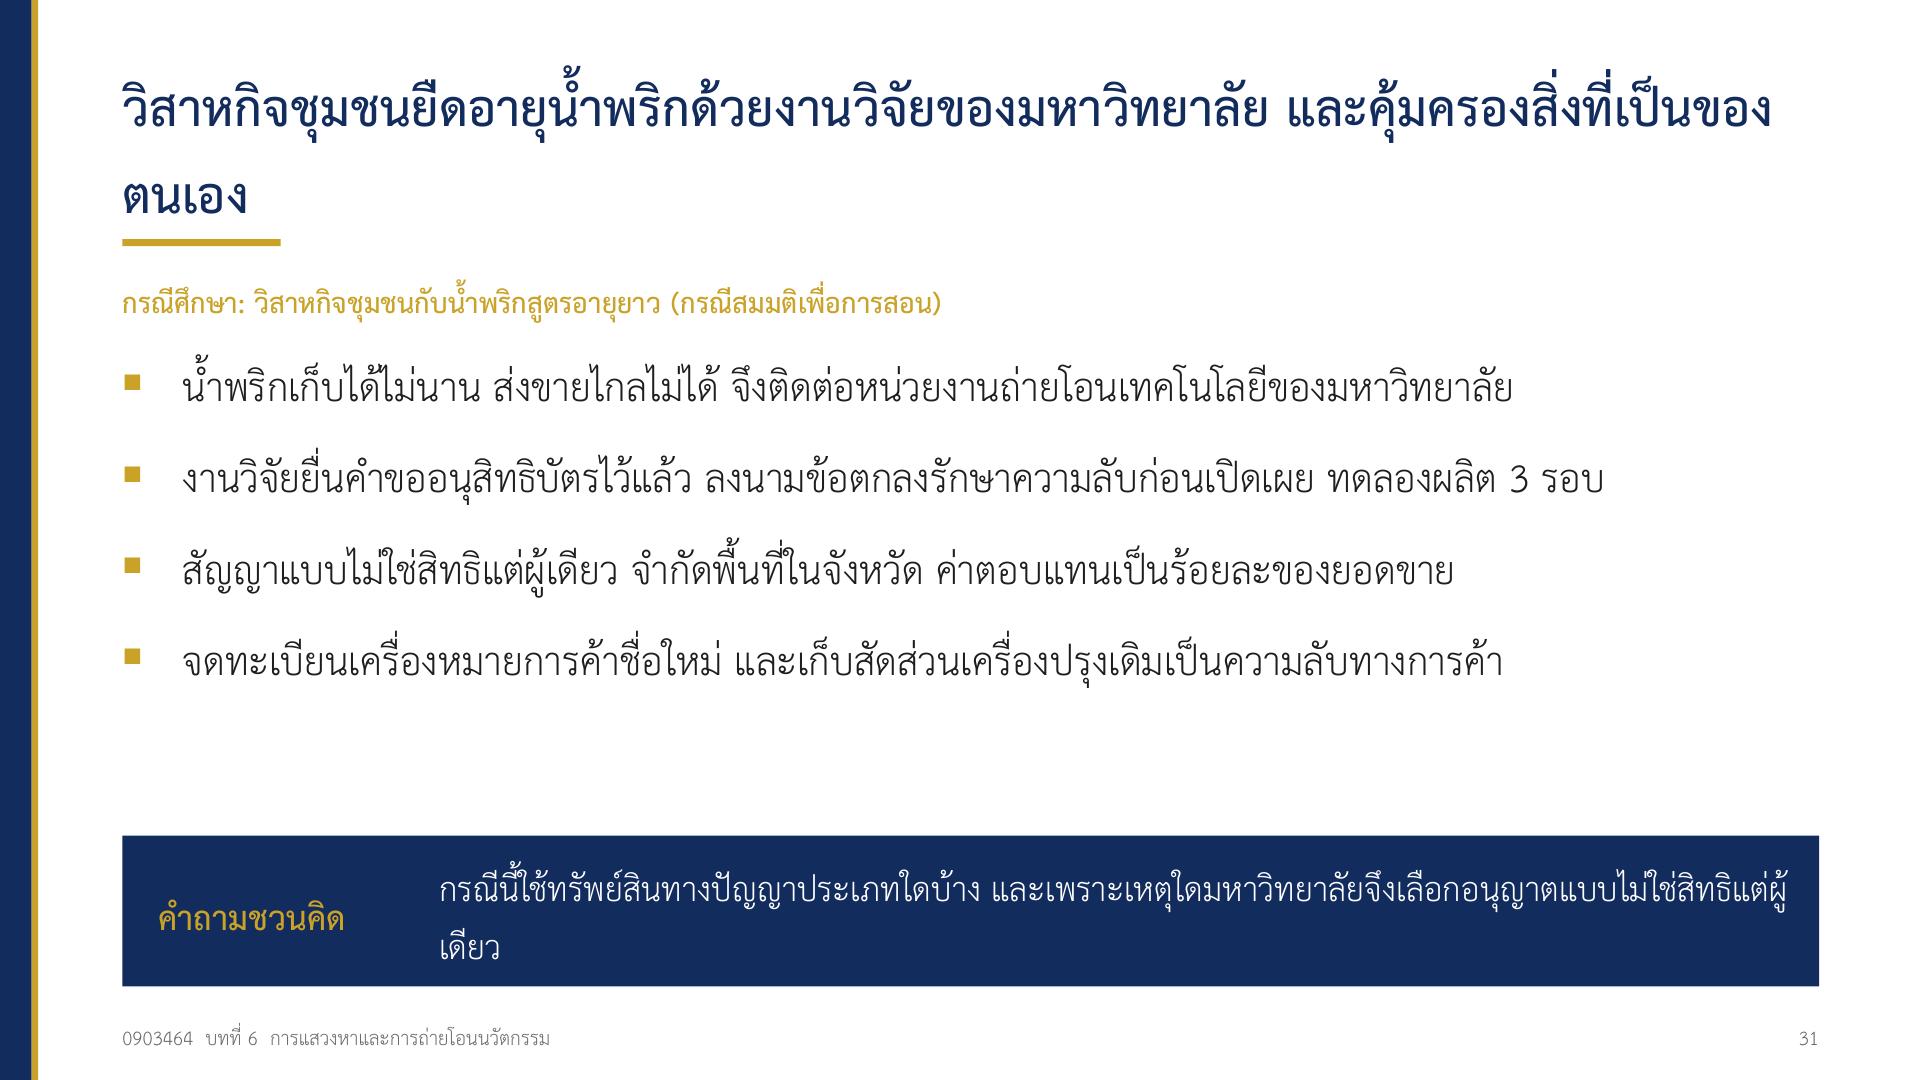 วิสาหกิจชุมชนยืดอายุน้ำพริกด้วยงานวิจัยของมหาวิทยาลัย และคุ้มครองสิ่งที่เป็นของ
ตนเอง
กรณีศึกษา: วิสาหกิจชุมชนกับน้ำพริกสูตรอายุยาว (กรณีสมมติเพื่อการสอน)
▪ น้ำพริกเก็บได้ไม่นาน ส่งขายไกลไม่ได้ จึงติดต่อหน่วยงานถ่ายโอนเทคโนโลยีของมหาวิทยาลัย
▪ งานวิจัยยื่นคำขออนุสิทธิบัตรไว้แล้ว ลงนามข้อตกลงรักษาความลับก่อนเปิดเผย ทดลองผลิต 3 รอบ
▪ สัญญาแบบไม่ใช่สิทธิแต่ผู้เดียว จำกัดพื้นที่ในจังหวัด ค่าตอบแทนเป็นร้อยละของยอดขาย
▪ จดทะเบียนเครื่องหมายการค้าชื่อใหม่ และเก็บสัดส่วนเครื่องปรุงเดิมเป็นความลับทางการค้า
คำถามชวนคิด
กรณีนี้ใช้ทรัพย์สินทางปัญญาประเภทใดบ้าง และเพราะเหตุใดมหาวิทยาลัยจึงเลือกอนุญาตแบบไม่ใช่สิทธิแต่ผู้
เดียว
0903464 บทที่ 6 การแสวงหาและการถ่ายโอนนวัตกรรม
31